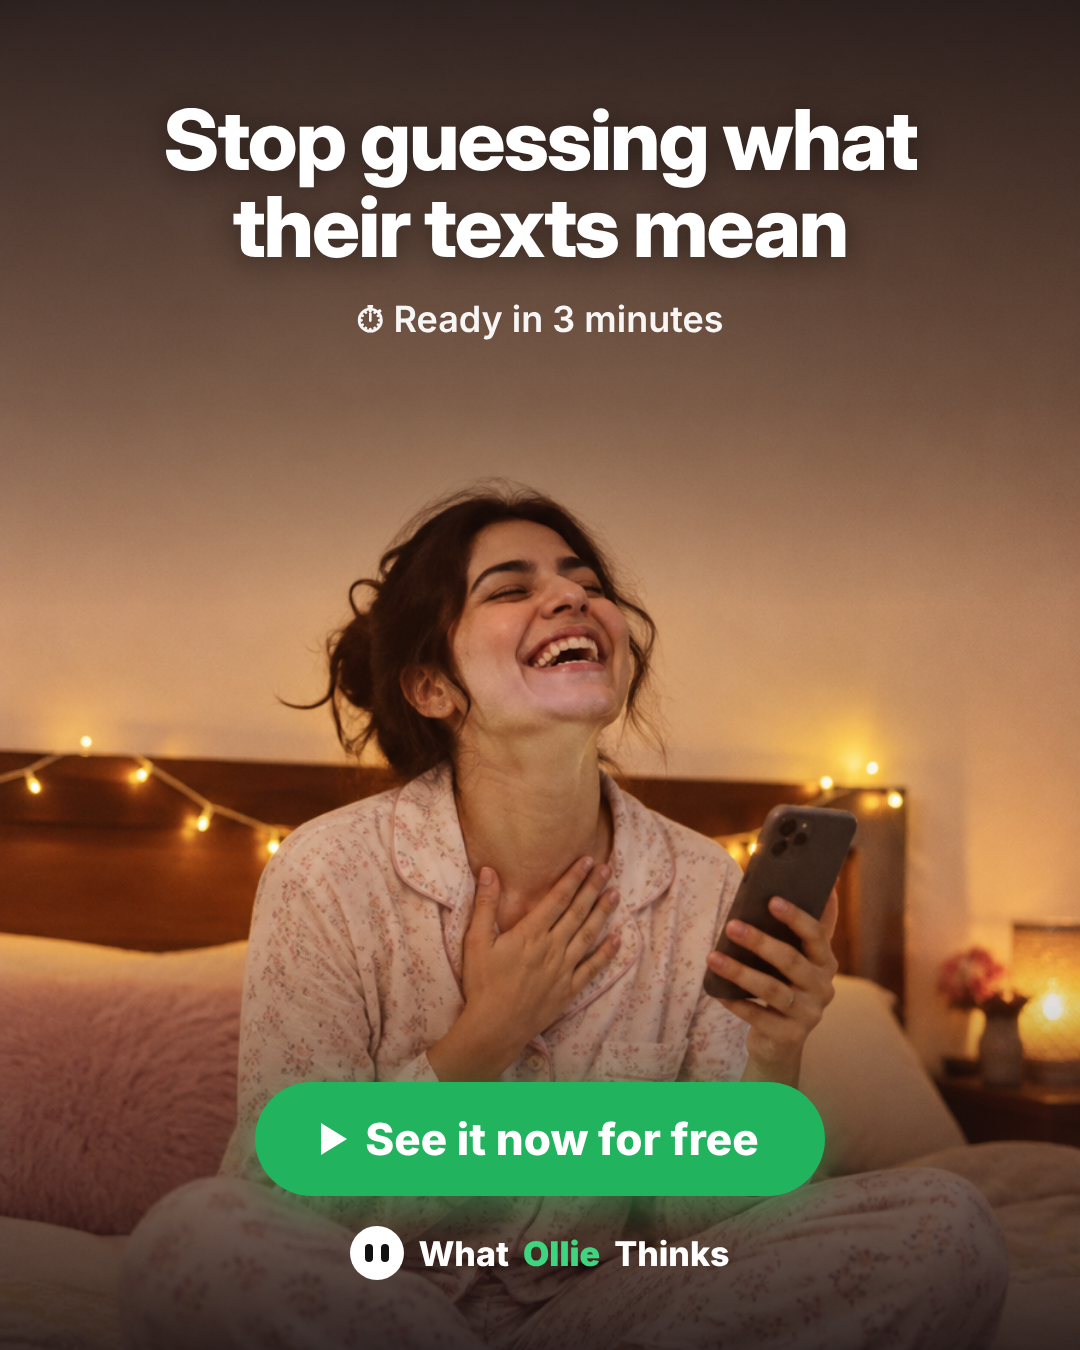 Stop guessing what
their texts mean
⏱ Ready in 3 minutes
▶ See it now for free
What Ollie Thinks